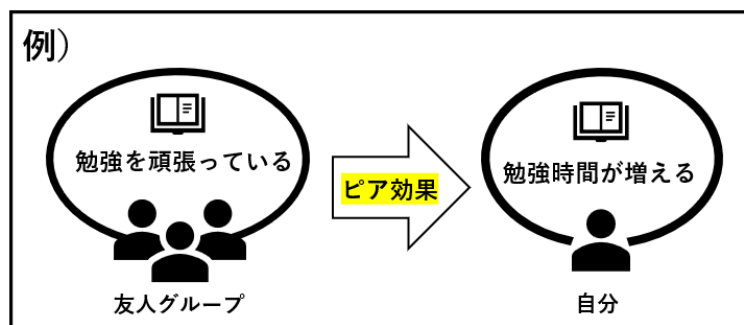 例）
勉強を頑張っている
友人グループ
ピア効果
勉強時間が増える
自分